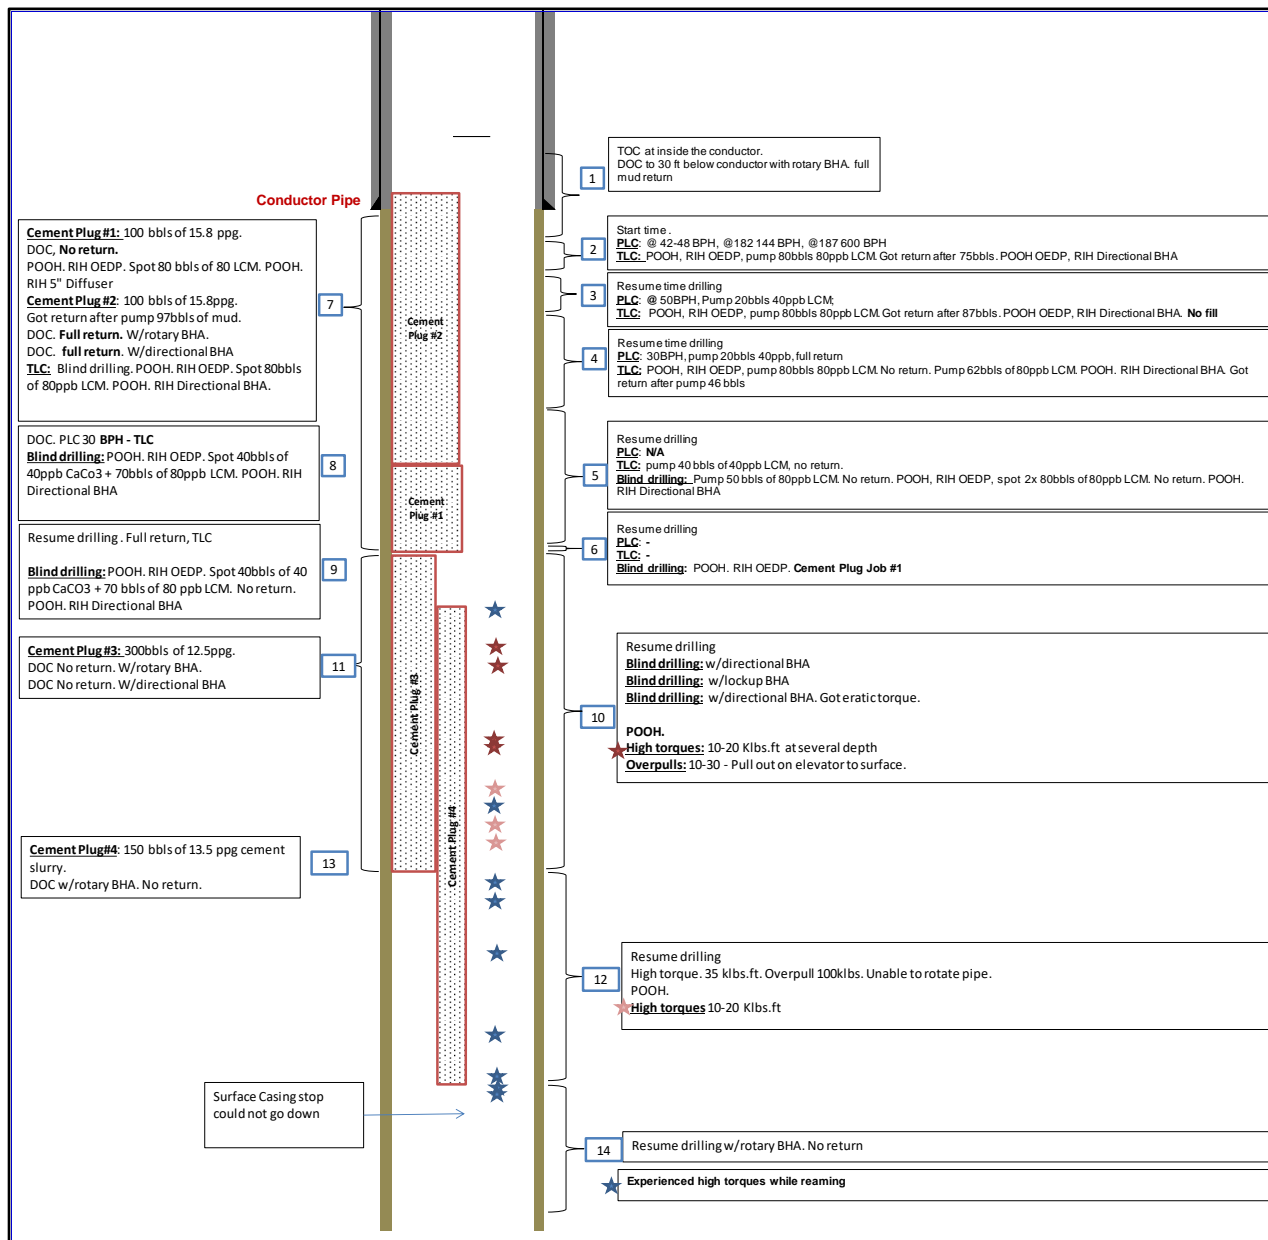 TOC at inside the conductor.
DOC to 30 ft below conductor with rotary BHA. full
mud return
1
Conductor Pipe
Start time .
PLC: @ 42-48 BPH, @182 144 BPH, @187 600 BPH
TLC: POOH, RIH OEDP, pump 80bbls 80ppb LCM. Got return after 75bbls. POOH OEDP, RIH Directional BHA
2
Resume time drilling
PLC: @ 50BPH, Pump 20bbls 40ppb LCM;
TLC: POOH, RIH OEDP, pump 80bbls 80ppb LCM. Got return after 87bbls. POOH OEDP, RIH Directional BHA. No fill
3
Resume time drilling
PLC: 30BPH, pump 20bbls 40ppb, full return
TLC: POOH, RIH OEDP, pump 80bbls 80ppb LCM. No return. Pump 62bbls of 80ppb LCM. POOH. RIH Directional BHA. Got
return after pump 46 bbls
4
Cement Plug #1: 100 bbls of 15.8 ppg.
DOC, No return.
POOH. RIH OEDP. Spot 80 bbls of 80 LCM. POOH.
RIH 5" Diffuser
Cement Plug #2: 100 bbls of 15.8ppg.
Got return after pump 97bbls of mud.
DOC. Full return. W/rotary BHA.
DOC. full return. W/directional BHA
TLC: Blind drilling. POOH. RIH OEDP. Spot 80bbls
of 80ppb LCM. POOH. RIH Directional BHA.
7
Cement
Plug #2
Resume drilling
PLC: N/A
TLC: pump 40 bbls of 40ppb LCM, no return.
Blind drilling: Pump 50 bbls of 80ppb LCM. No return. POOH, RIH OEDP, spot 2x 80bbls of 80ppb LCM. No return. POOH.
RIH Directional BHA
5
DOC. PLC 30 BPH - TLC
Blind drilling: POOH. RIH OEDP. Spot 40bbls of
40ppb CaCo3 + 70bbls of 80ppb LCM. POOH. RIH
Directional BHA
8
Cement
Plug #1
Resume drilling
PLC: -
TLC: -
Blind drilling: POOH. RIH OEDP. Cement Plug Job #1
6
Resume drilling . Full return, TLC
Blind drilling: POOH. RIH OEDP. Spot 40bbls of 40
ppb CaCO3 + 70 bbls of 80 ppb LCM. No return.
POOH. RIH Directional BHA
9
Cement Plug #3: 300bbls of 12.5ppg.
DOC No return. W/rotary BHA.
DOC No return. W/directional BHA
11
Cement Plug #3
Resume drilling
Blind drilling: w/directional BHA
Blind drilling: w/lockup BHA
Blind drilling: w/directional BHA. Got eratic torque.
POOH.
High torques: 10-20 Klbs.ft at several depth
Overpulls: 10-30 - Pull out on elevator to surface.
10
Cement Plug #4
Cement Plug#4: 150 bbls of 13.5 ppg cement
slurry.
DOC w/rotary BHA. No return.
13
Resume drilling
High torque. 35 klbs.ft. Overpull 100klbs. Unable to rotate pipe.
POOH.
High torques 10-20 Klbs.ft
12
Surface Casing stop
could not go down
Resume drilling w/rotary BHA. No return
14
Experienced high torques while reaming